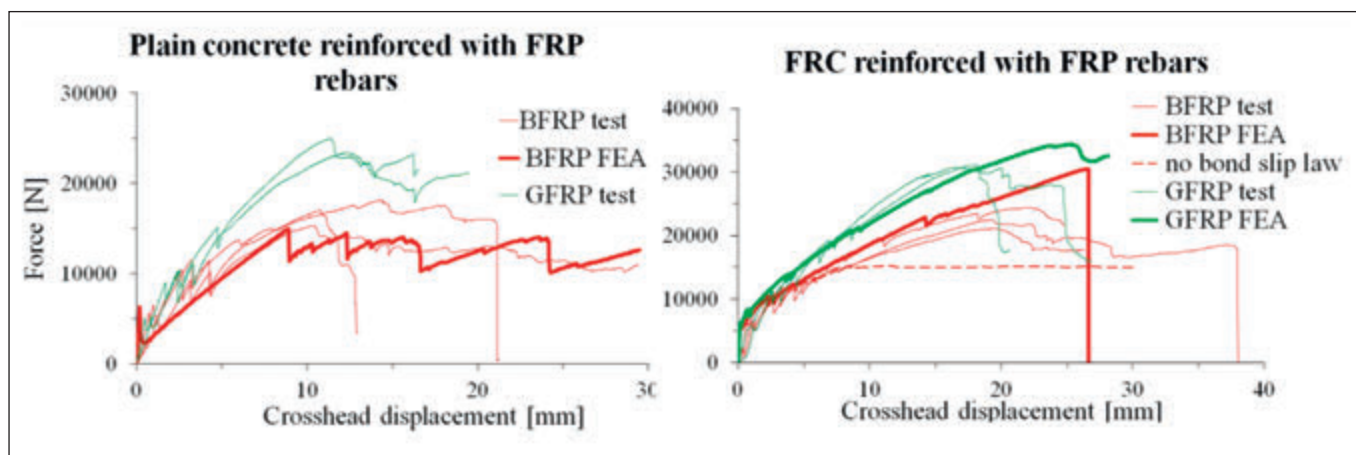 Plain concrete reinforced with FRP
rebars
30000
20000
10000
0
Force [N]
BFRP test
BFRP FEA
GFRP test
0
10
20
30
Crosshead displacement [mm]
FRC reinforced with FRP rebars
40000
30000
20000
10000
0
BFRP test
BFRP FEA
no bond slip law
GFRP test
GFRP FEA
0
10
20
30
40
Crosshead displacement [mm]